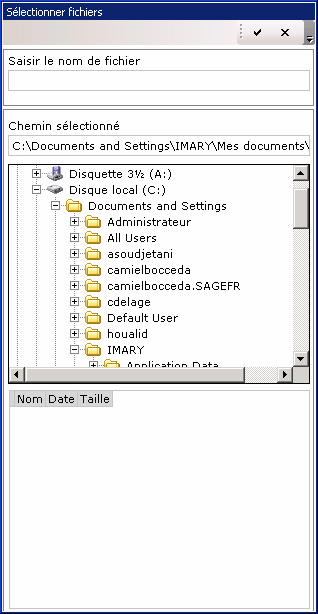 Sélectionner fichiers
Saisir le nom de fichier
Chemin sélectionné
C:\Documents and Settings\IMARY\Mes documents\
Disquette 3½ (A:)
Disque local (C:)
Documents and Settings
Administrateur
All Users
asoudjetani
camielbocceda
camielbocceda.SAGEFR
cdelage
Default User
houalid
IMARY
Application Data
Nom Date Taille